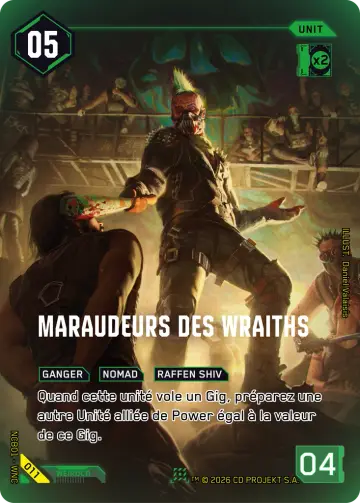 05
UNIT
x2
ILLUST. Daniel Valaisis
MARAUDEURS DES WRAITHS
GANGER
NOMAD
RAFFEN SHIV
Quand cette unité vole un Gig, préparez une
autre Unité alliée de Power égal à la valeur
de ce Gig.
04
011
™ © 2026 CD PROJEKT S.A.